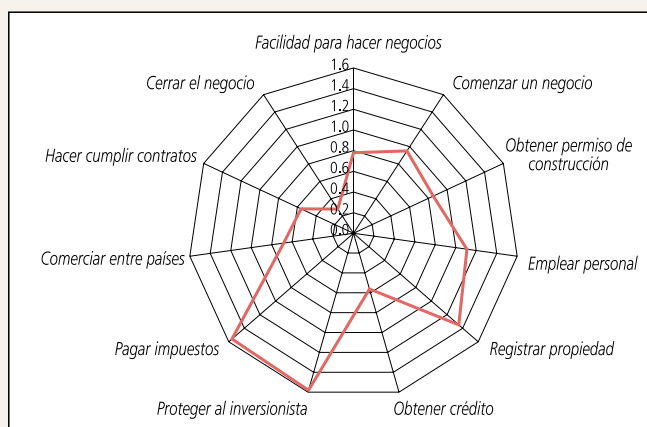 Facilidad para hacer negocios
1.6
Cerrar el negocio
Comenzar un negocio
1.4
1.2
Hacer cumplir contratos
1.0
Obtener permiso de
construcción
0.8
0.6
0.4
0.2
0.0
Comerciar entre países
Emplear personal
Pagar impuestos
Registrar propiedad
Proteger al inversionista
Obtener crédito